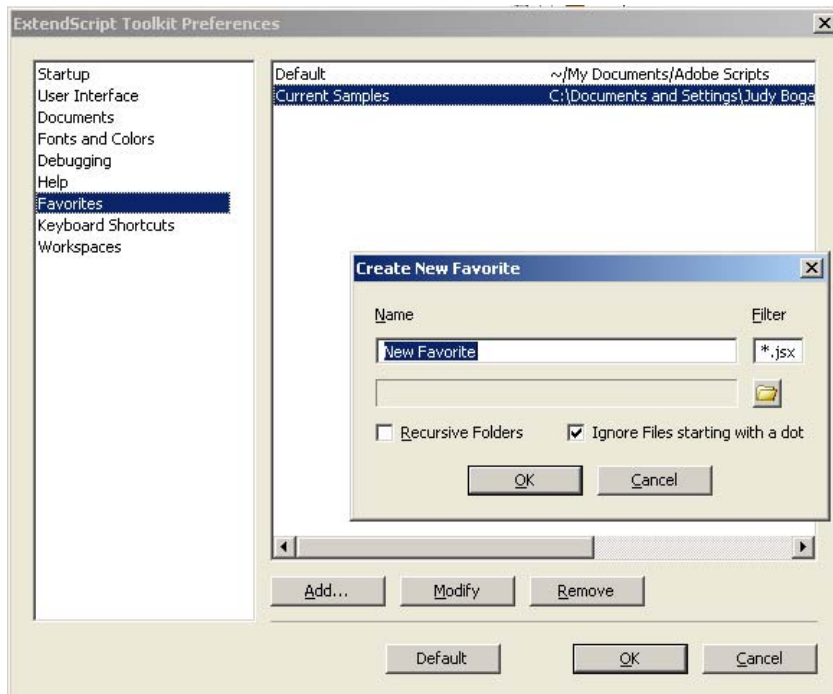 ExtendScript Toolkit Preferences
Startup
User Interface
Documents
Fonts and Colors
Debugging
Help
Favorites
Keyboard Shortcuts
Workspaces
Default ~/My Documents/Adobe Scripts
Current Samples C:\Documents and Settings\Judy Boga
Create New Favorite
Name Filter
New Favorite *.jsx
Recursive Folders Ignore Files starting with a dot
OK Cancel
Add... Modify Remove
Default OK Cancel